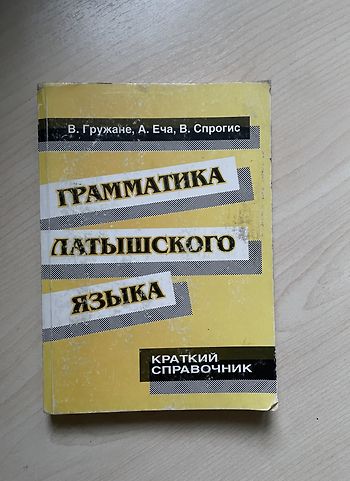 В. Гружане, А. Еча, В. Спрогис
ГРАММАТИКА
ЛАТЫШСКОГО
ЯЗЫКА
КРАТКИЙ
СПРАВОЧНИК